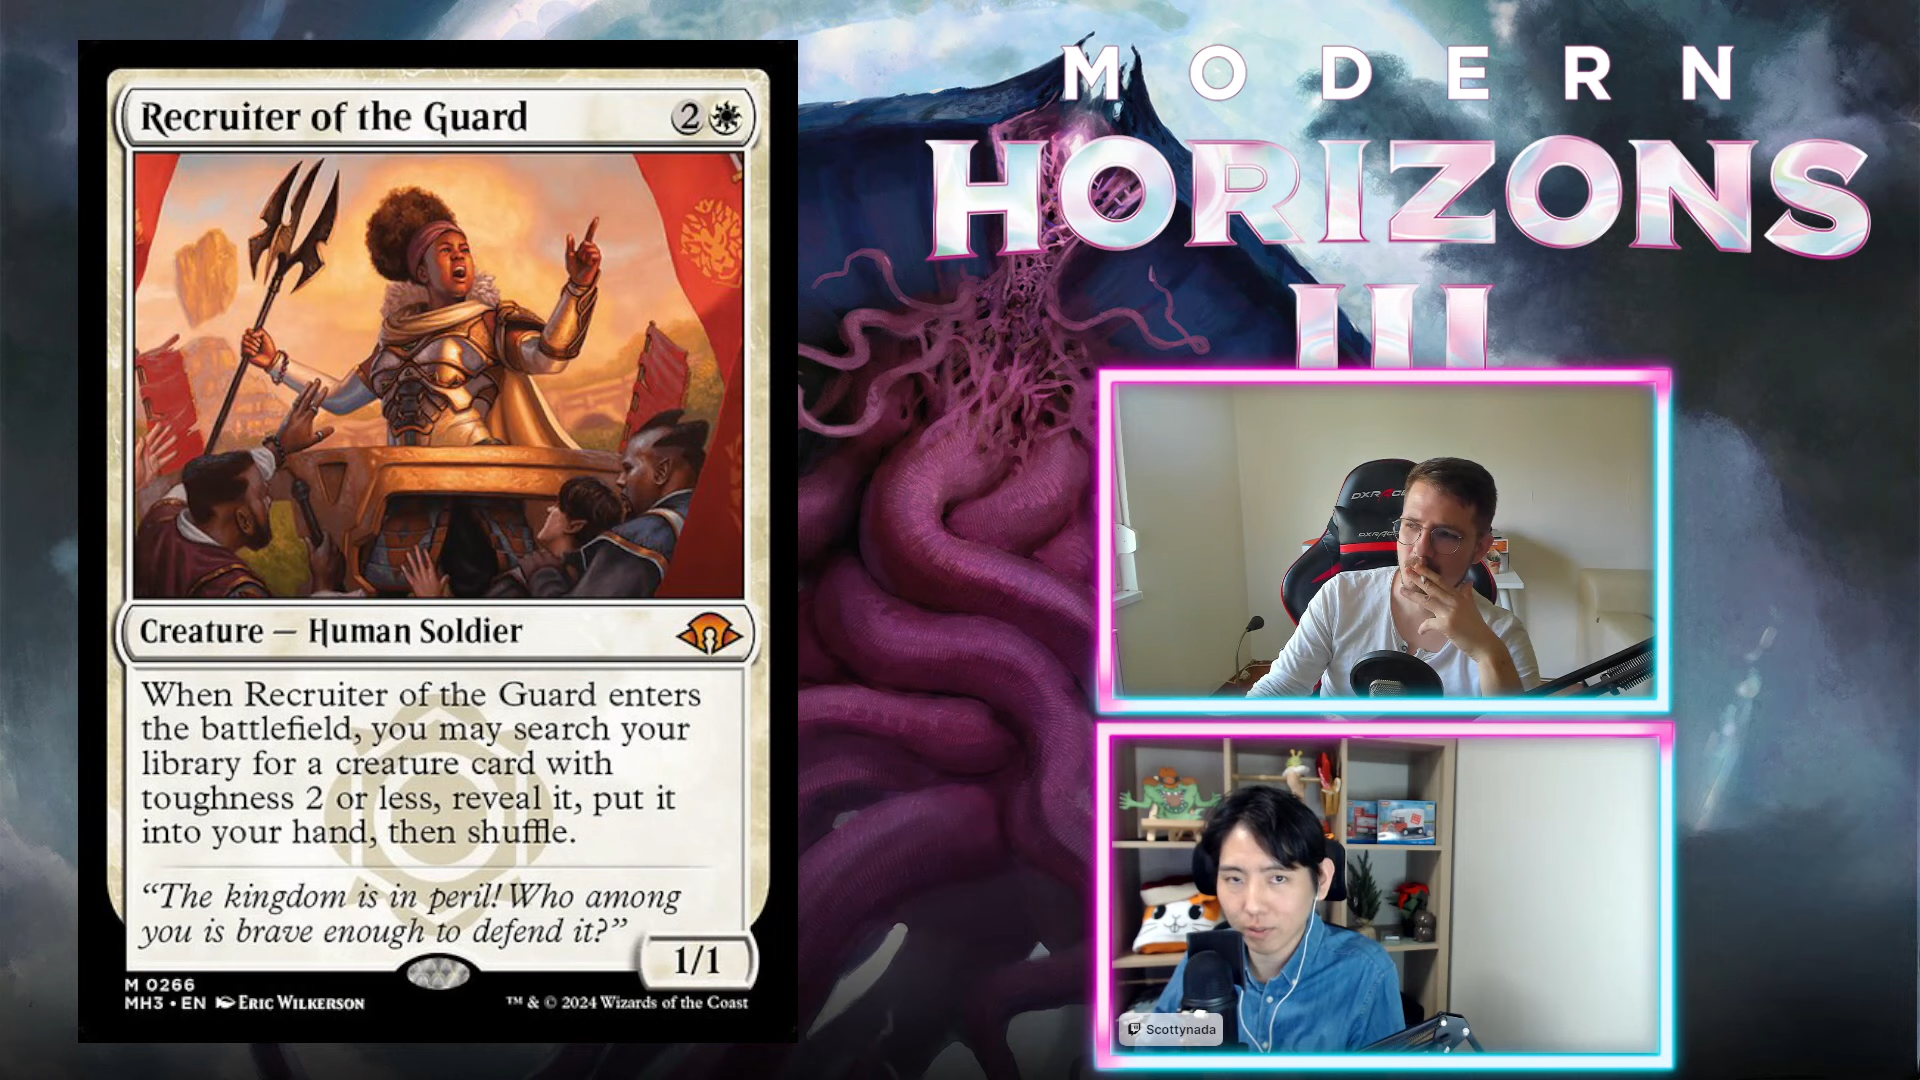 Recruiter of the Guard 2
Creature — Human Soldier
When Recruiter of the Guard enters
the battlefield, you may search your
library for a creature card with
toughness 2 or less, reveal it, put it
into your hand, then shuffle.
“The kingdom is in peril! Who among
you is brave enough to defend it?”
1/1
M 0266
MH3 • EN Eric Wilkerson
™ & © 2024 Wizards of the Coast
MODERN
HORIZONS
III
Scottynada